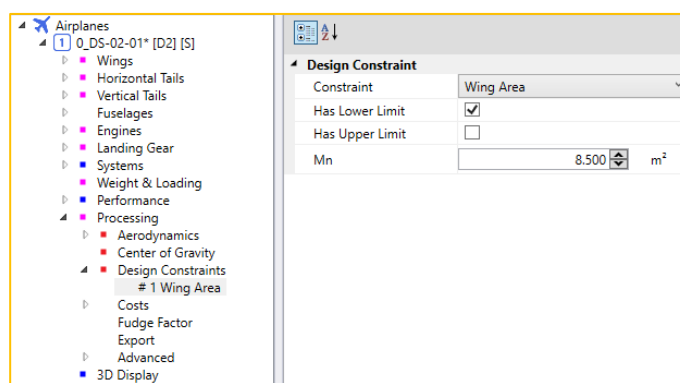 Airplanes
1 0_DS-02-01* [D2] [S]
Wings
Horizontal Tails
Vertical Tails
Fuselages
Engines
Landing Gear
Systems
Weight & Loading
Performance
Processing
Aerodynamics
Center of Gravity
Design Constraints
# 1 Wing Area
Costs
Fudge Factor
Export
Advanced
3D Display
A Z
Design Constraint
Constraint Wing Area
Has Lower Limit
Has Upper Limit
Mn 8.500 m²